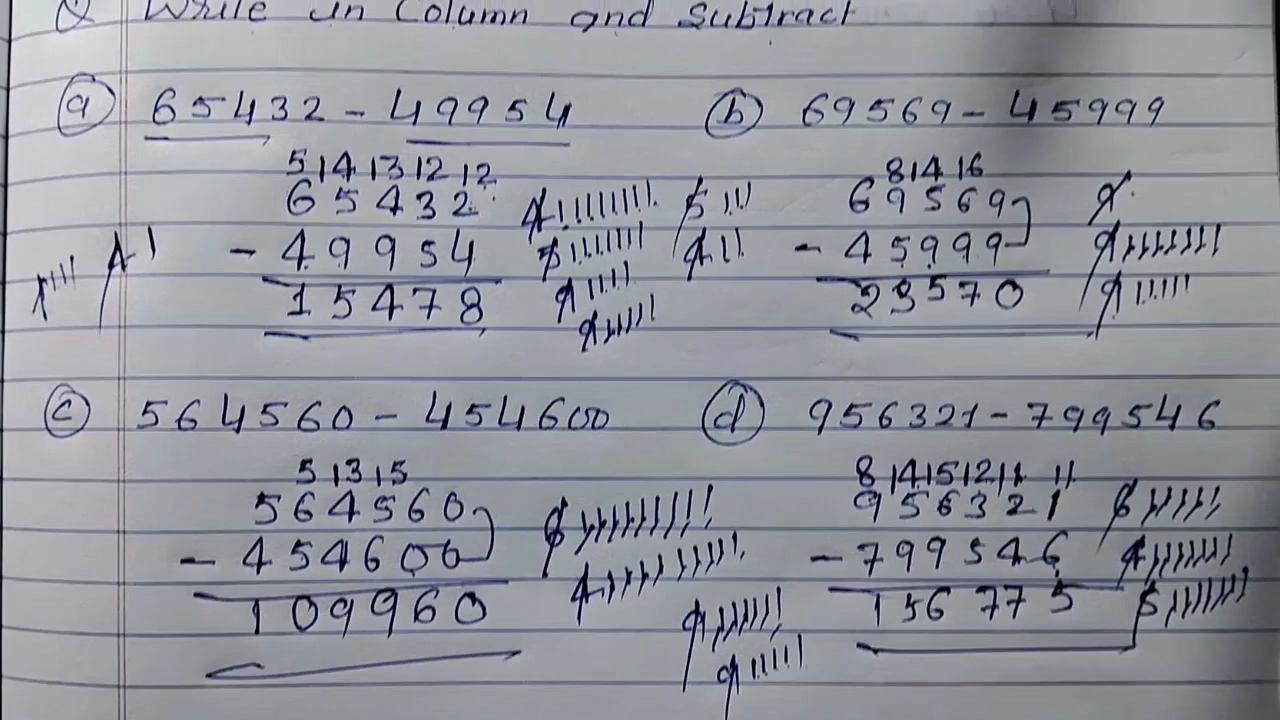 Q Write in Column and Subtract
a 65432 - 49954
b 69569 - 45999
5 14 13 12 12
65432
- 49954
15478
8 14 16
69569
- 45999
23570
c 564560 - 454600
d 956321 - 799546
5 13 15
564560
- 454600
109960
8 14 15 12 11 11
956321
- 799546
156775